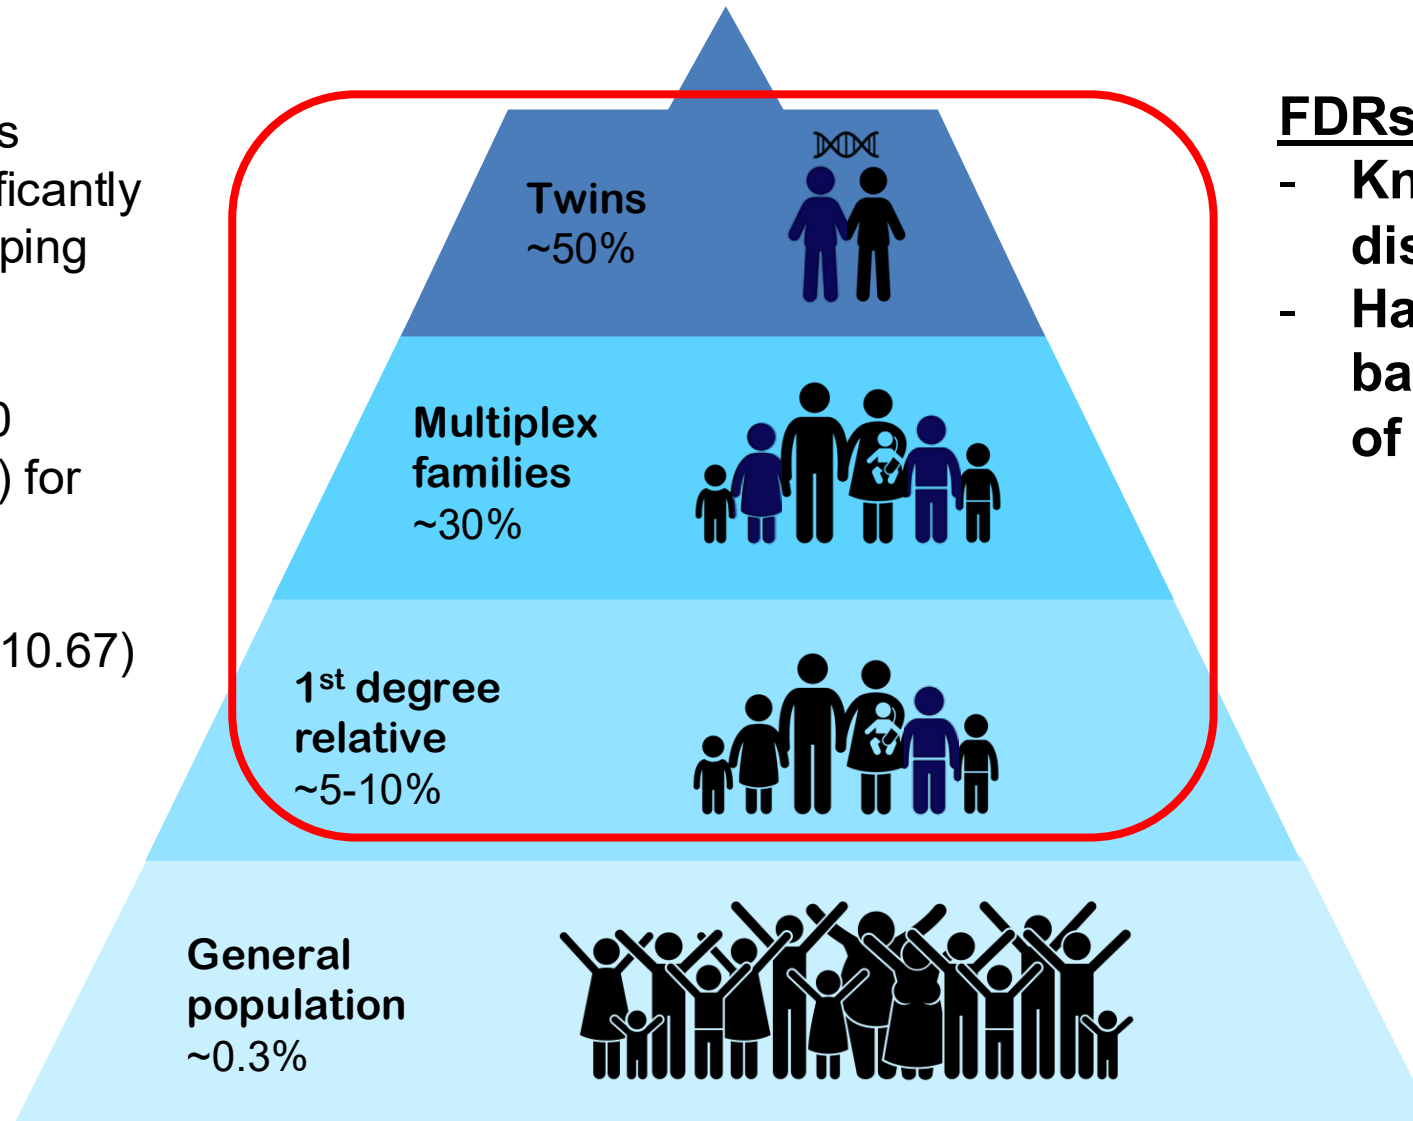 s
ficantly
ping
0
) for
10.67)
Twins
~50%
Multiplex
families
~30%
1st degree
relative
~5-10%
General
population
~0.3%
FDRs
- Kn
dis
- Ha
ba
of